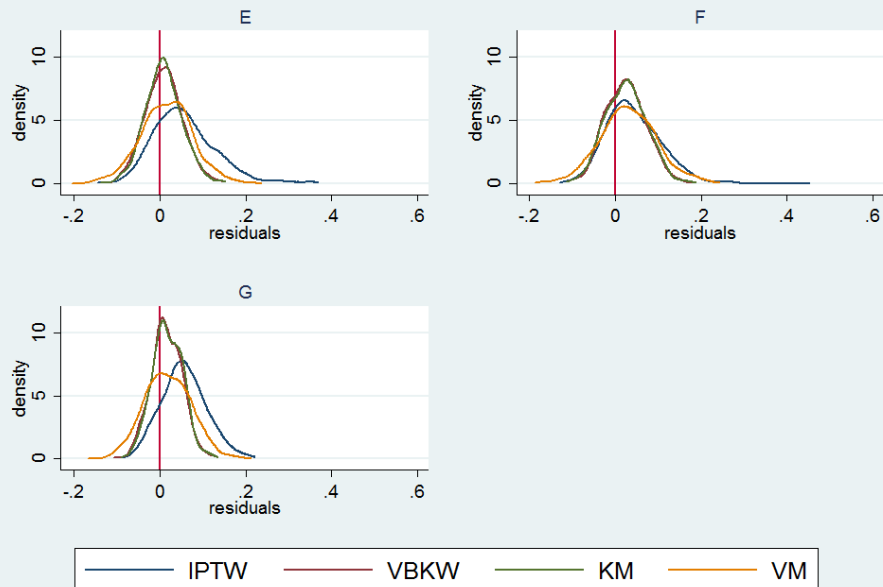 E
F
density
10
5
0
-.2 0 .2 .4 .6
residuals
density
10
5
0
-.2 0 .2 .4 .6
residuals
G
density
10
5
0
-.2 0 .2 .4 .6
residuals
IPTW VBKW KM VM